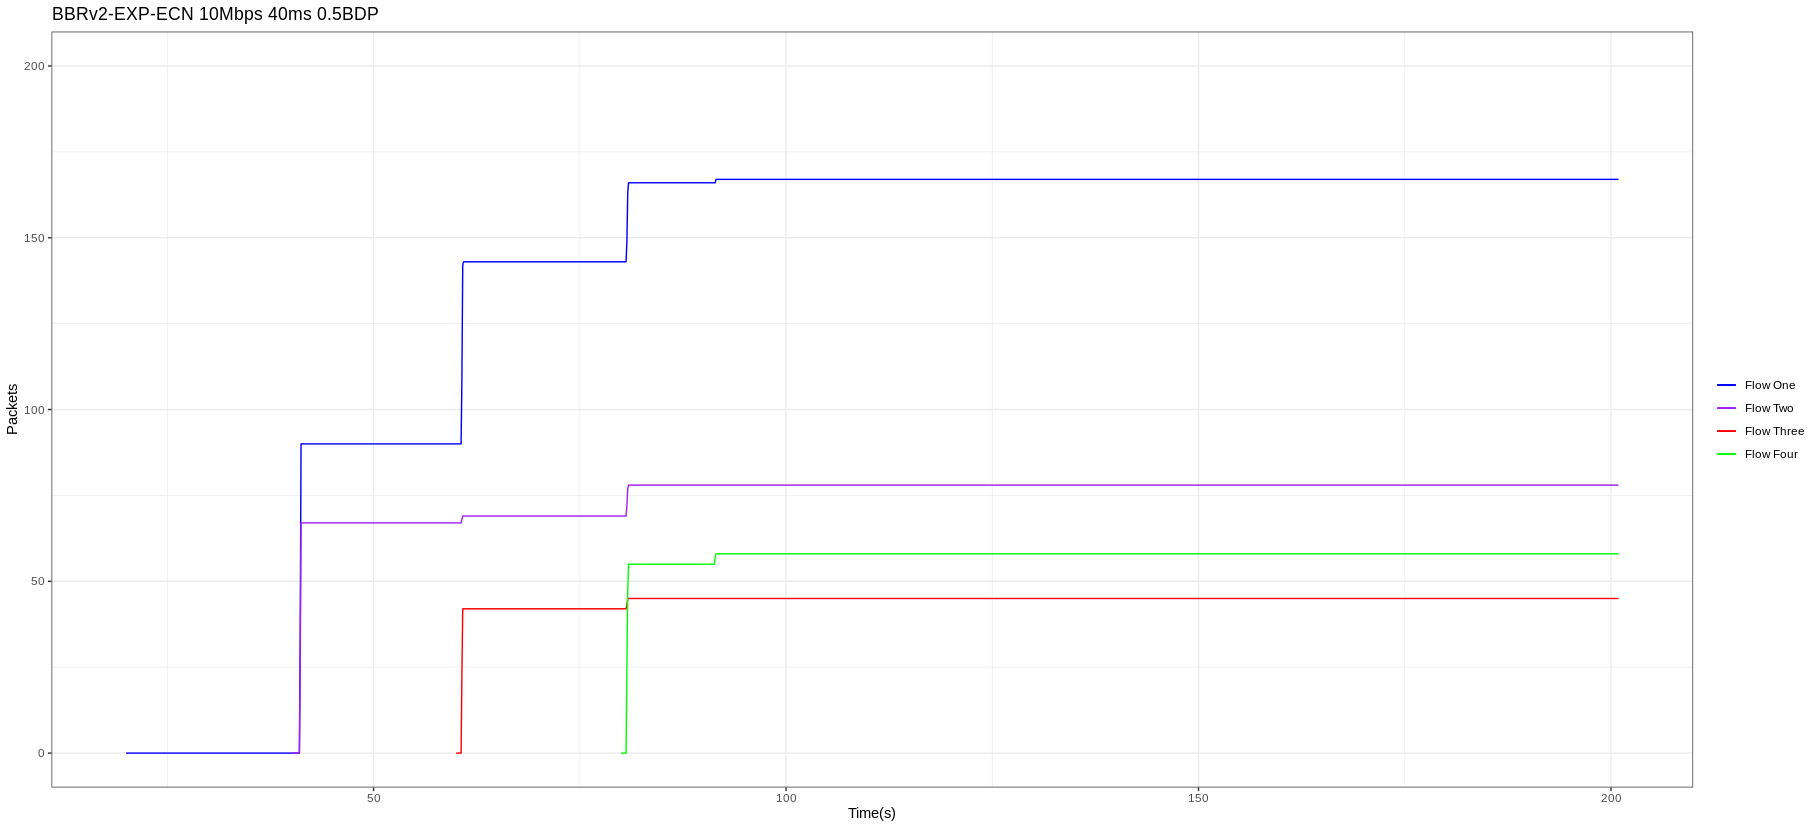 BBRv2-EXP-ECN 10Mbps 40ms 0.5BDP
200
150
100
50
0
Packets
50
100
150
200
Time(s)
Flow One
Flow Two
Flow Three
Flow Four